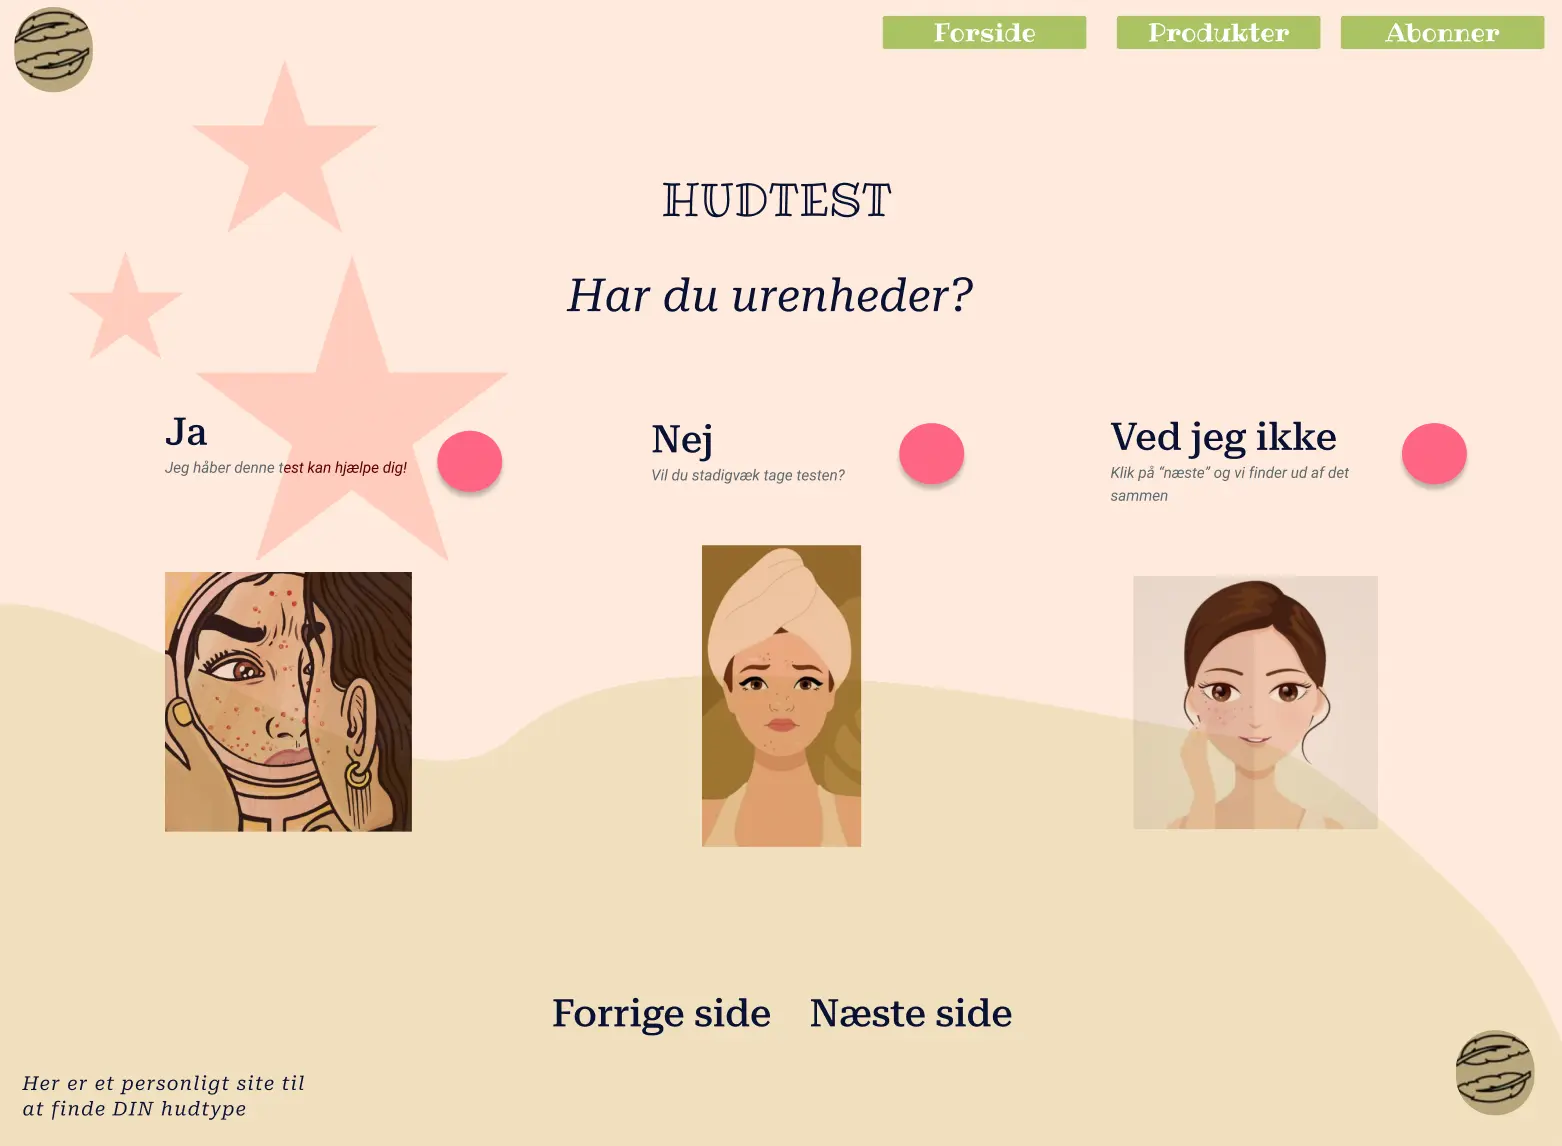 Forside
Produkter
Abonner
HUDTEST
Har du urenheder?
Ja
Jeg håber denne test kan hjælpe dig!
Nej
Vil du stadigvæk tage testen?
Ved jeg ikke
Klik på “næste” og vi finder ud af det
sammen
Forrige side
Næste side
Her er et personligt site til
at finde DIN hudtype